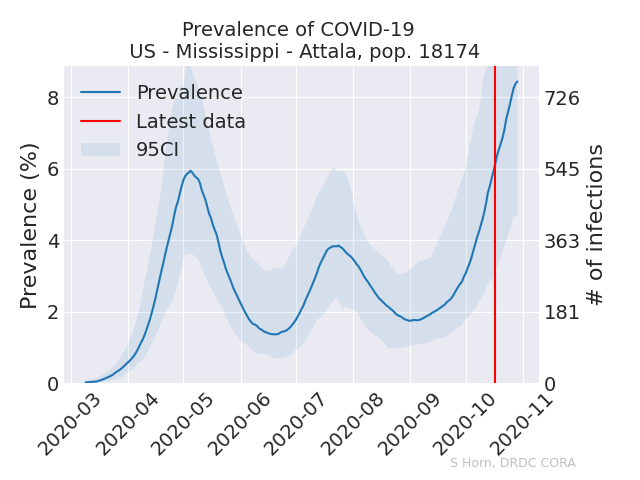 Prevalence of COVID-19
US - Mississippi - Attala, pop. 18174
Prevalence
Latest data
95CI
Prevalence (%)
8
6
4
2
0
726
545
363
181
0
# of infections
2020-03
2020-04
2020-05
2020-06
2020-07
2020-08
2020-09
2020-10
2020-11
S Horn, DRDC CORA